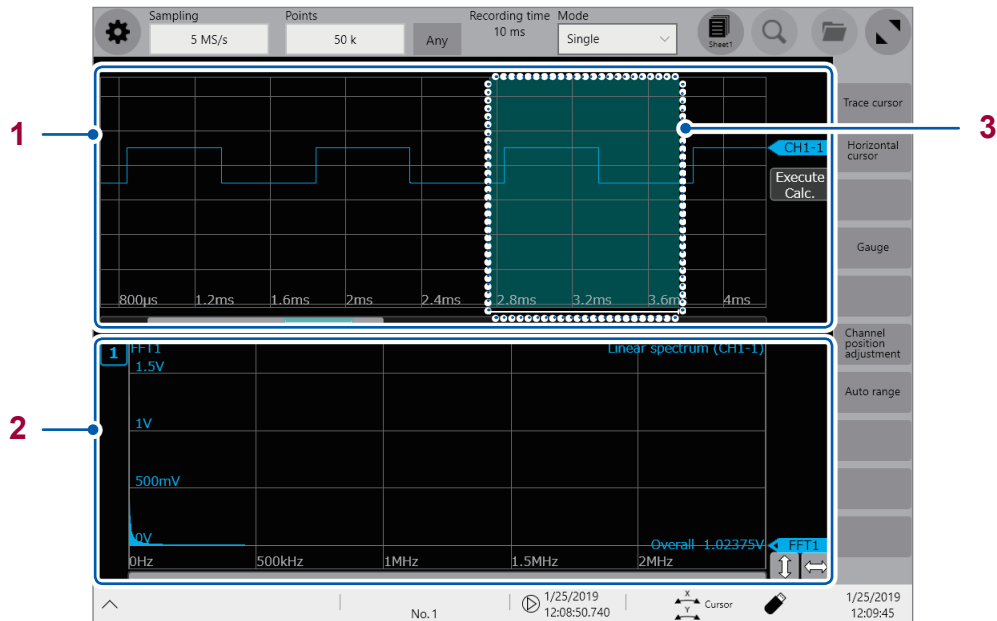 Sampling
5 MS/s
Points
50 k
Any
Recording time
10 ms
Mode
Single
Sheet1
1
3
Trace cursor
CH1-1
Horizontal
cursor
Execute
Calc.
Gauge
800µs 1.2ms 1.6ms 2ms 2.4ms 2.8ms 3.2ms 3.6m 4ms
Channel
position
adjustment
2
1
FFT1
Linear spectrum (CH1-1)
1.5V
Auto range
1V
500mV
0V
Overall 1.02375V
FFT1
0Hz 500kHz 1MHz 1.5MHz 2MHz
No. 1
1/25/2019
12:08:50.740
X
Y
Cursor
1/25/2019
12:09:45